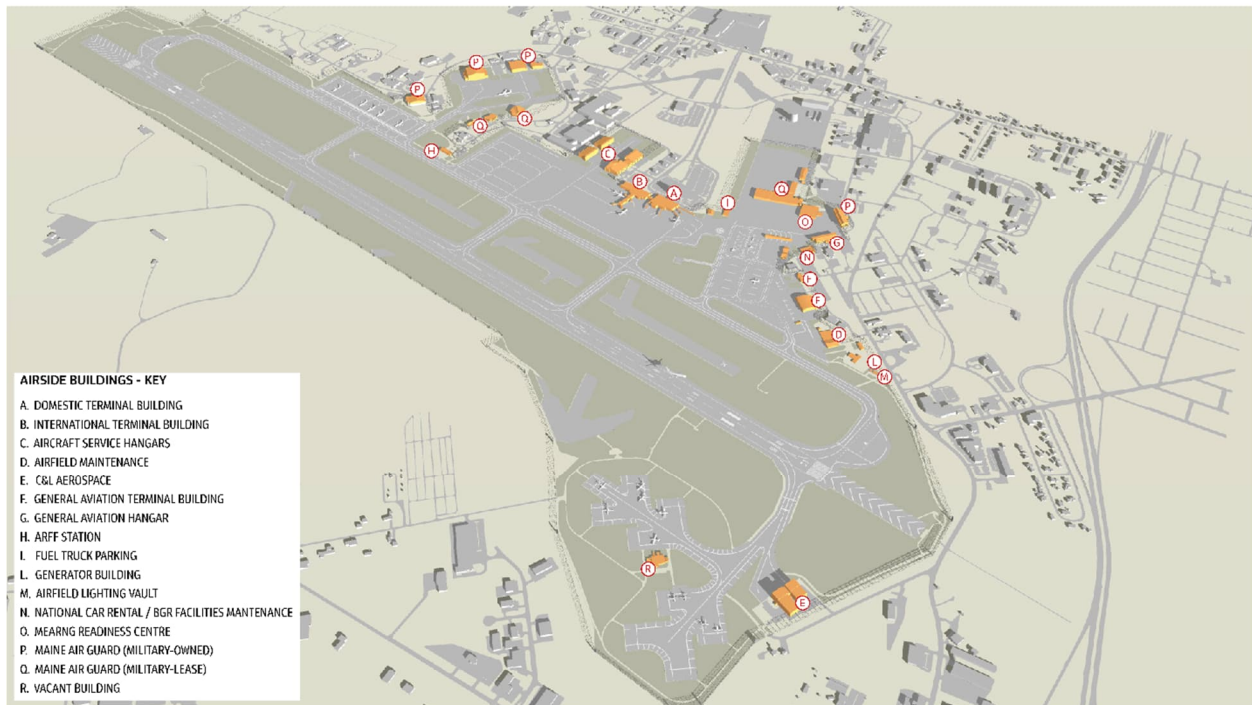 P
P
P
Q
Q
H
C
B
A
I
Q
P
O
G
N
F
F
D
L
M
R
E
AIRSIDE BUILDINGS - KEY
A. DOMESTIC TERMINAL BUILDING
B. INTERNATIONAL TERMINAL BUILDING
C. AIRCRAFT SERVICE HANGARS
D. AIRFIELD MAINTENANCE
E. C&L AEROSPACE
F. GENERAL AVIATION TERMINAL BUILDING
G. GENERAL AVIATION HANGAR
H. ARFF STATION
I. FUEL TRUCK PARKING
L. GENERATOR BUILDING
M. AIRFIELD LIGHTING VAULT
N. NATIONAL CAR RENTAL / BGR FACILITIES MANTENANCE
O. MEARNG READINESS CENTRE
P. MAINE AIR GUARD (MILITARY-OWNED)
Q. MAINE AIR GUARD (MILITARY-LEASE)
R. VACANT BUILDING